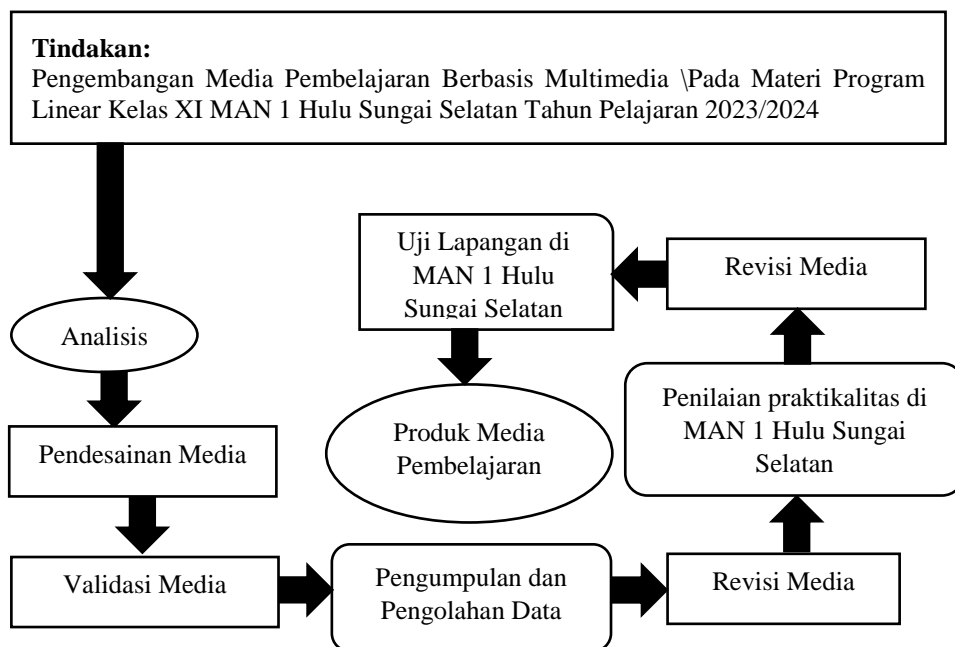 Tindakan:
Pengembangan Media Pembelajaran Berbasis Multimedia \Pada Materi Program
Linear Kelas XI MAN 1 Hulu Sungai Selatan Tahun Pelajaran 2023/2024
Analisis
Pendesainan Media
Validasi Media
Pengumpulan dan
Pengolahan Data
Revisi Media
Penilaian praktikalitas di
MAN 1 Hulu Sungai
Selatan
Revisi Media
Uji Lapangan di
MAN 1 Hulu
Sungai Selatan
Produk Media
Pembelajaran